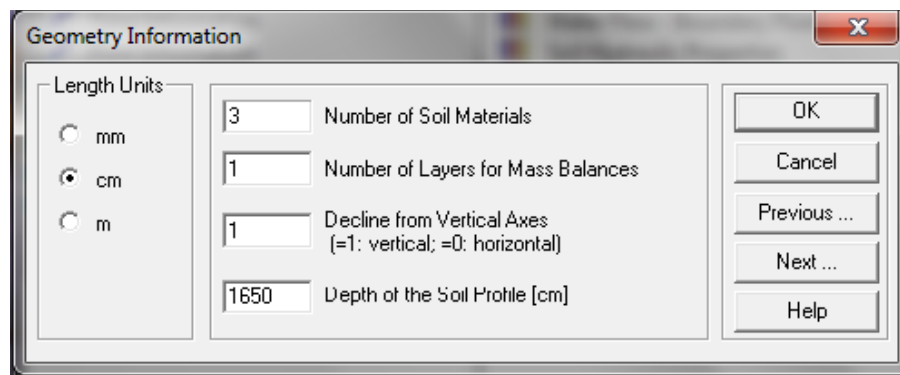 Geometry Information
Length Units
mm
cm
m
3 Number of Soil Materials
1 Number of Layers for Mass Balances
1 Decline from Vertical Axes
(=1: vertical; =0: horizontal)
1650 Depth of the Soil Profile [cm]
OK
Cancel
Previous ...
Next ...
Help